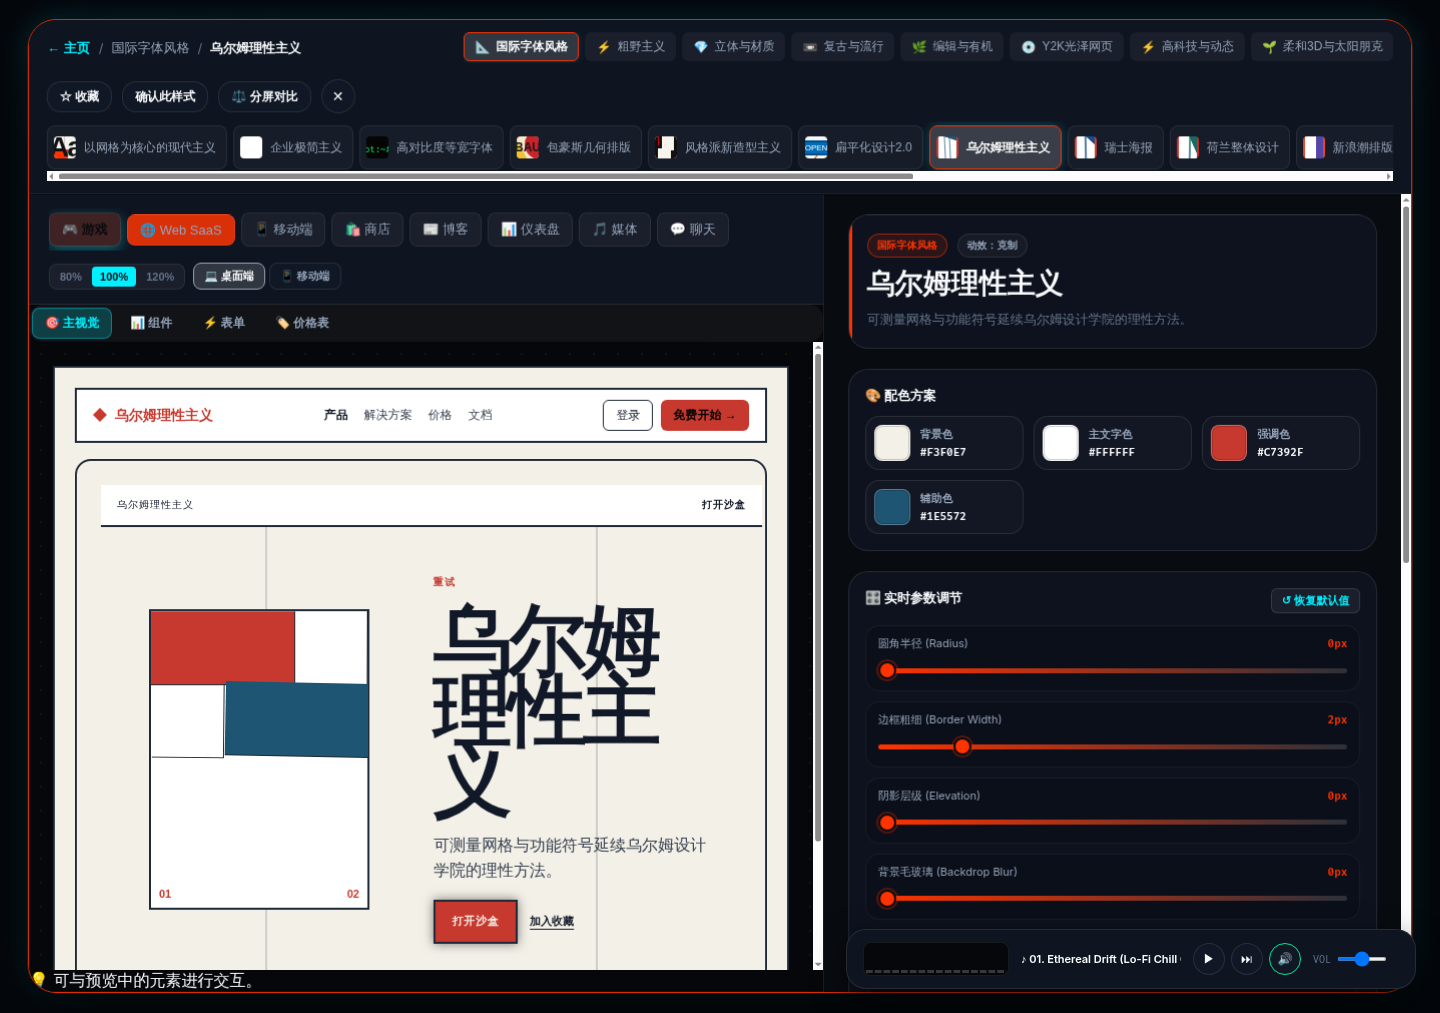 ← 主页 / 国际字体风格 / 乌尔姆理性主义
国际字体风格
粗野主义
立体与材质
复古与流行
编辑与有机
Y2K光泽网页
高科技与动态
柔和3D与太阳朋克
☆ 收藏
确认此样式
分屏对比
✕
以网格为核心的现代主义
企业极简主义
高对比度等宽字体
包豪斯几何排版
风格派新造型主义
OPEN
扁平化设计2.0
乌尔姆理性主义
瑞士海报
荷兰整体设计
新浪潮排版
游戏
Web SaaS
移动端
商店
博客
仪表盘
媒体
聊天
80%
100%
120%
桌面端
移动端
主视觉
组件
表单
价格表
◆ 乌尔姆理性主义
产品
解决方案
价格
文档
登录
免费开始 →
乌尔姆理性主义
打开沙盒
01
02
重试
乌尔姆
理性主
义
可测量网格与功能符号延续乌尔姆设计
学院的理性方法。
打开沙盒
加入收藏
💡 可与预览中的元素进行交互。
国际字体风格
动效：克制
乌尔姆理性主义
可测量网格与功能符号延续乌尔姆设计学院的理性方法。
🎨 配色方案
背景色
#F3F0E7
主文字色
#FFFFFF
强调色
#C7392F
辅助色
#1E5572
🎛️ 实时参数调节
↺ 恢复默认值
圆角半径 (Radius)
0px
边框粗细 (Border Width)
2px
阴影层级 (Elevation)
0px
背景毛玻璃 (Backdrop Blur)
0px
♪ 01. Ethereal Drift (Lo-Fi Chill
VOL